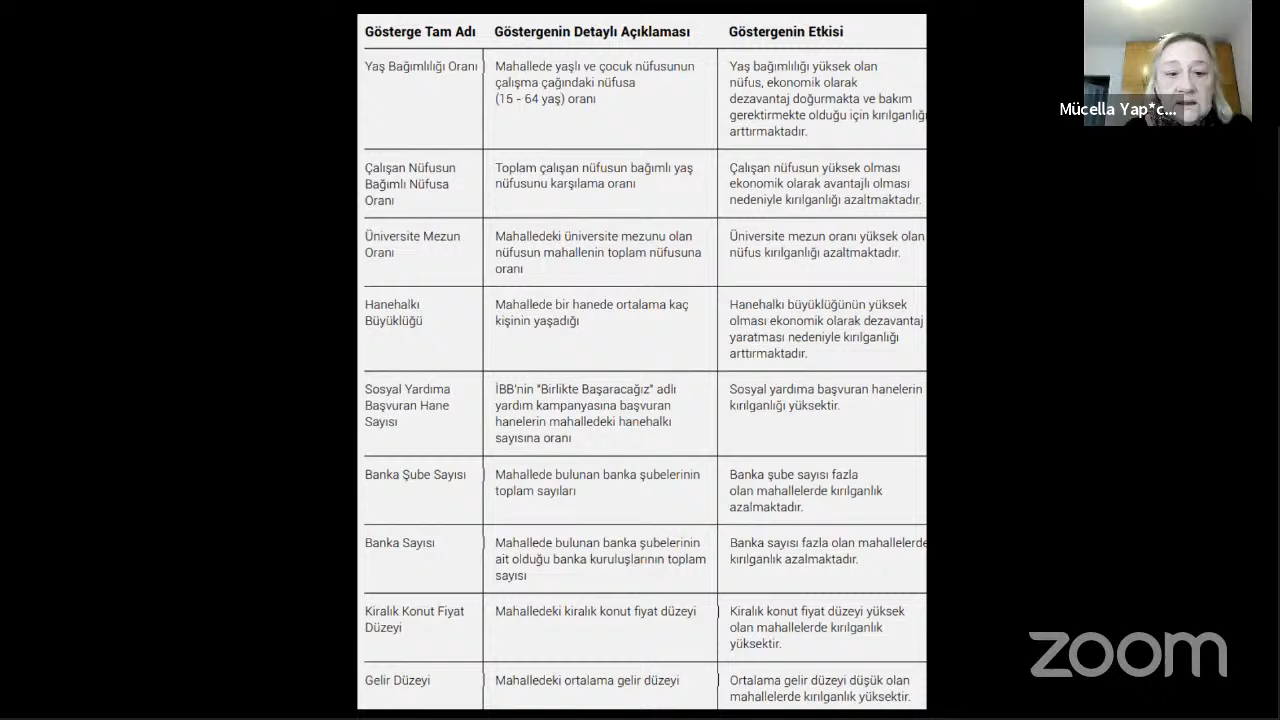 Gösterge Tam Adı
Göstergenin Detaylı Açıklaması
Göstergenin Etkisi
Yaş Bağımlılığı Oranı
Mahallede yaşlı ve çocuk nüfusunun
çalışma çağındaki nüfusa
(15 - 64 yaş) oranı
Yaş bağımlılığı yüksek olan
nüfus, ekonomik olarak
dezavantaj doğurmakta ve bakım
gerektirmekte olduğu için kırılganlığı
arttırmaktadır.
Çalışan Nüfusun
Bağımlı Nüfusa
Oranı
Toplam çalışan nüfusun bağımlı yaş
nüfusunu karşılama oranı
Çalışan nüfusun yüksek olması
ekonomik olarak avantajlı olması
nedeniyle kırılganlığı azaltmaktadır.
Üniversite Mezun
Oranı
Mahalledeki üniversite mezunu olan
nüfusun mahallenin toplam nüfusuna
oranı
Üniversite mezun oranı yüksek olan
nüfus kırılganlığı azaltmaktadır.
Hanehalkı
Büyüklüğü
Mahallede bir hanede ortalama kaç
kişinin yaşadığı
Hanehalkı büyüklüğünün yüksek
olması ekonomik olarak dezavantaj
yaratması nedeniyle kırılganlığı
arttırmaktadır.
Sosyal Yardıma
Başvuran Hane
Sayısı
İBB'nin "Birlikte Başaracağız" adlı
yardım kampanyasına başvuran
hanelerin mahalledeki hanehalkı
sayısına oranı
Sosyal yardıma başvuran hanelerin
kırılganlığı yüksektir.
Banka Şube Sayısı
Mahallede bulunan banka şubelerinin
toplam sayıları
Banka şube sayısı fazla
olan mahallelerde kırılganlık
azalmaktadır.
Banka Sayısı
Mahallede bulunan banka şubelerinin
ait olduğu banka kuruluşlarının toplam
sayısı
Banka sayısı fazla olan mahallelerde
kırılganlık azalmaktadır.
Kiralık Konut Fiyat
Düzeyi
Mahalledeki kiralık konut fiyat düzeyi
Kiralık konut fiyat düzeyi yüksek
olan mahallelerde kırılganlık
yüksektir.
Gelir Düzeyi
Mahalledeki ortalama gelir düzeyi
Ortalama gelir düzeyi düşük olan
mahallelerde kırılganlık yüksektir.
Mücella Yap*c...
zoom